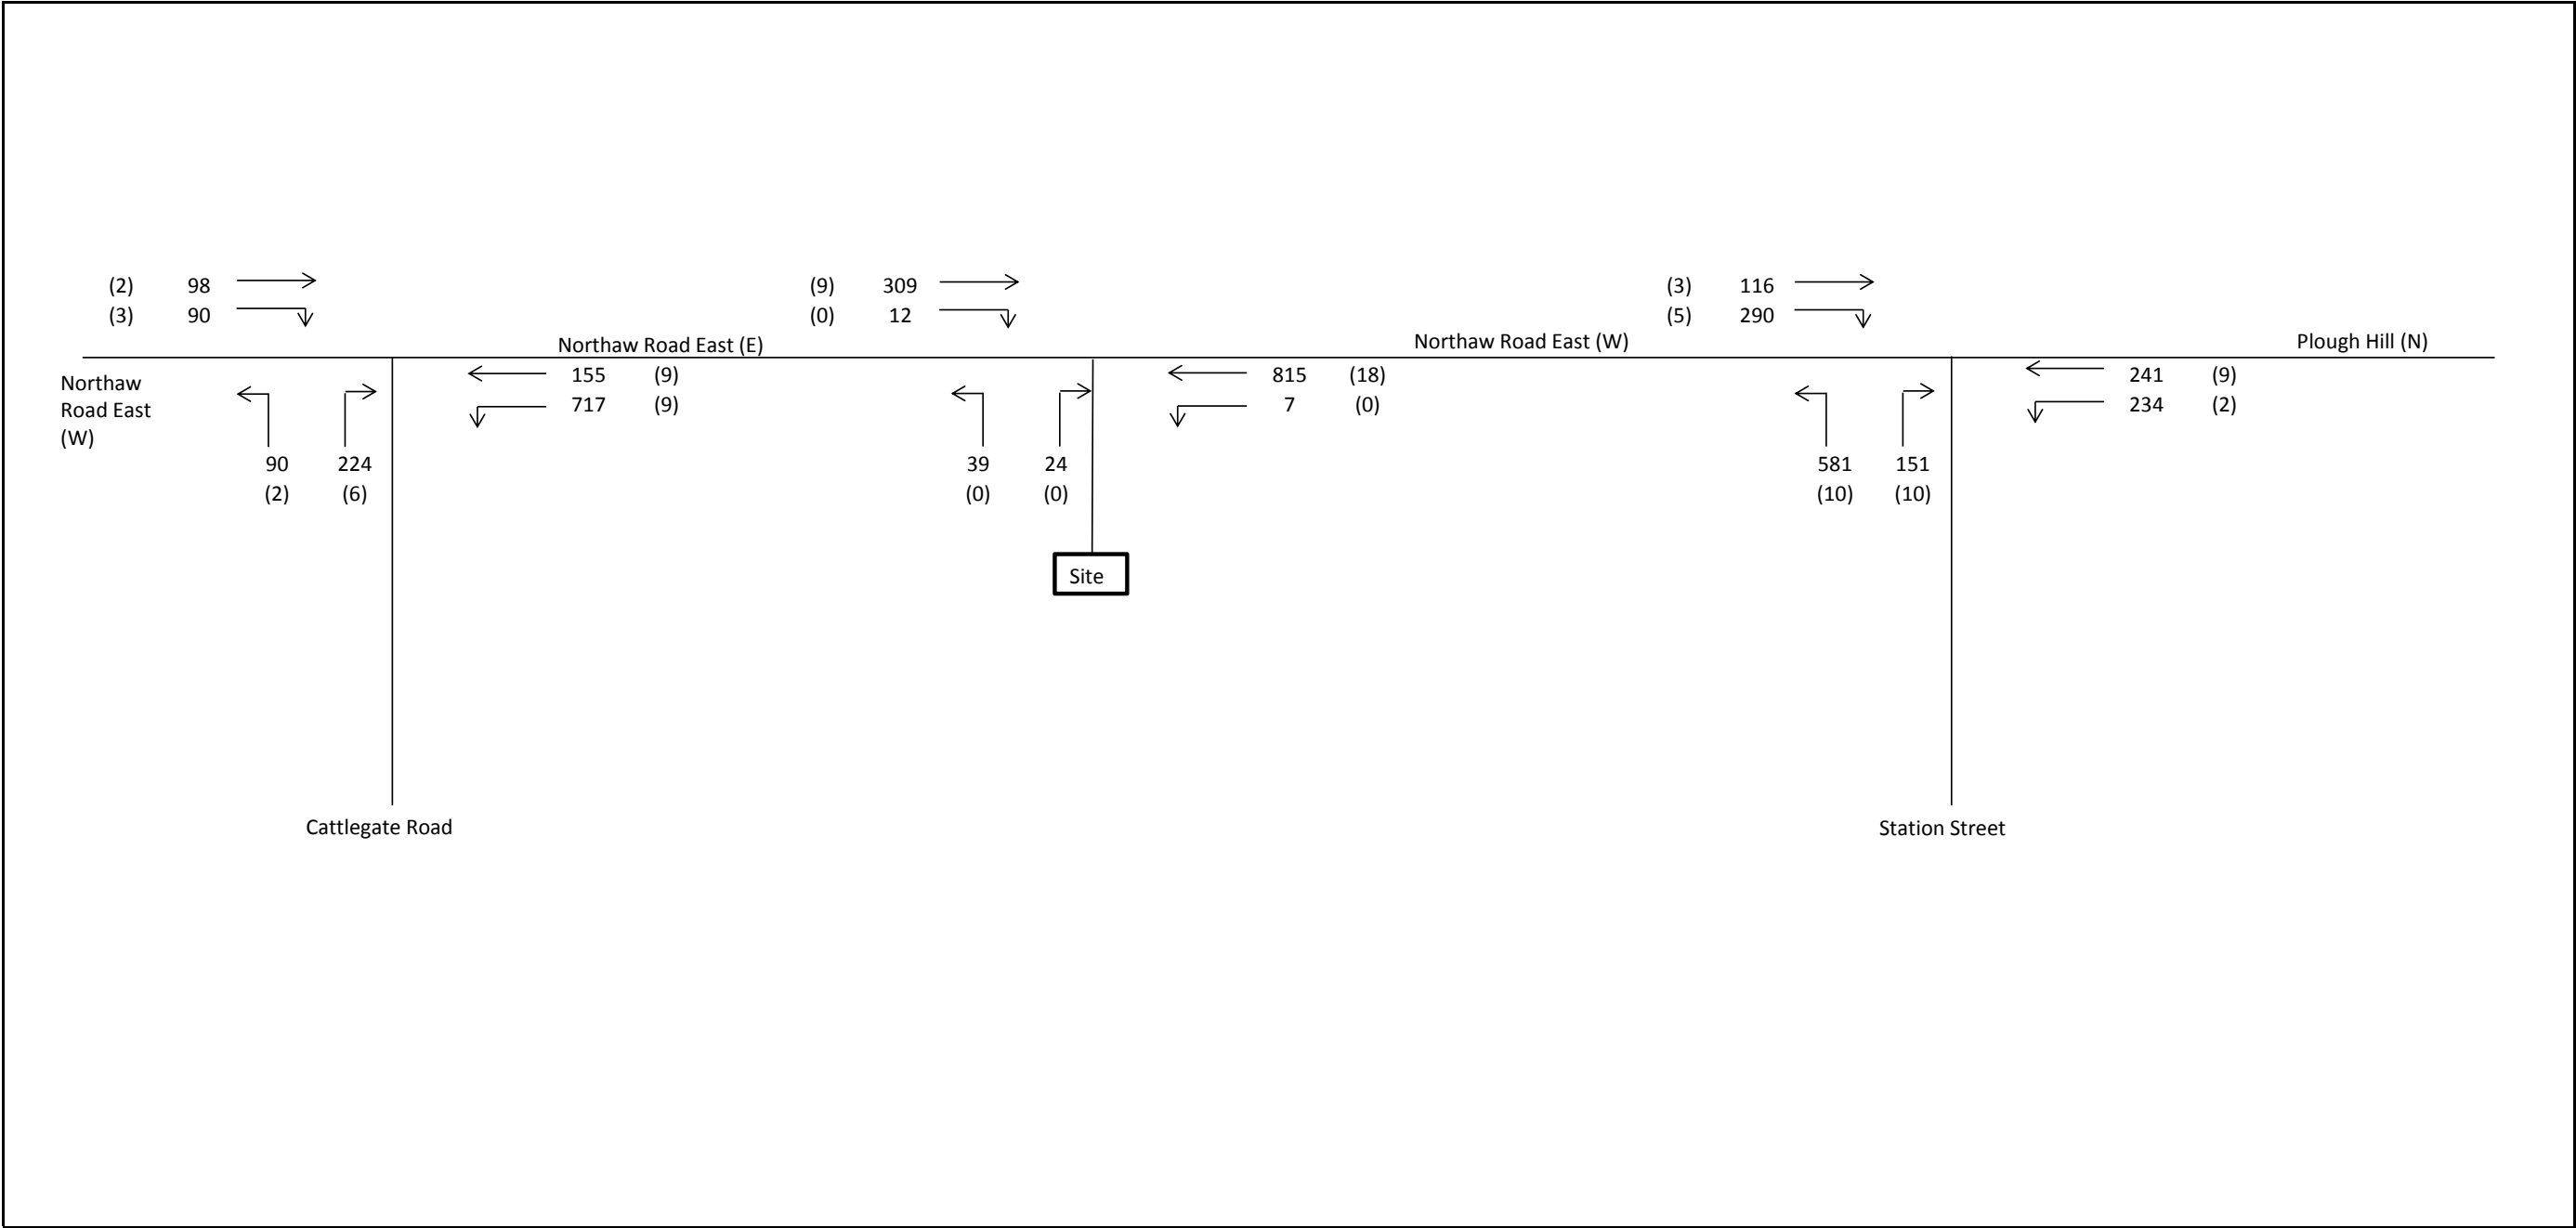 (2) 98
(3) 90
(9) 309
(0) 12
(3) 116
(5) 290
Northaw Road East (E)
Northaw Road East (W)
Plough Hill (N)
Northaw
Road East
(W)
155 (9)
717 (9)
815 (18)
7 (0)
241 (9)
234 (2)
90 224
(2) (6)
39 24
(0) (0)
581 151
(10) (10)
Site
Cattlegate Road
Station Street